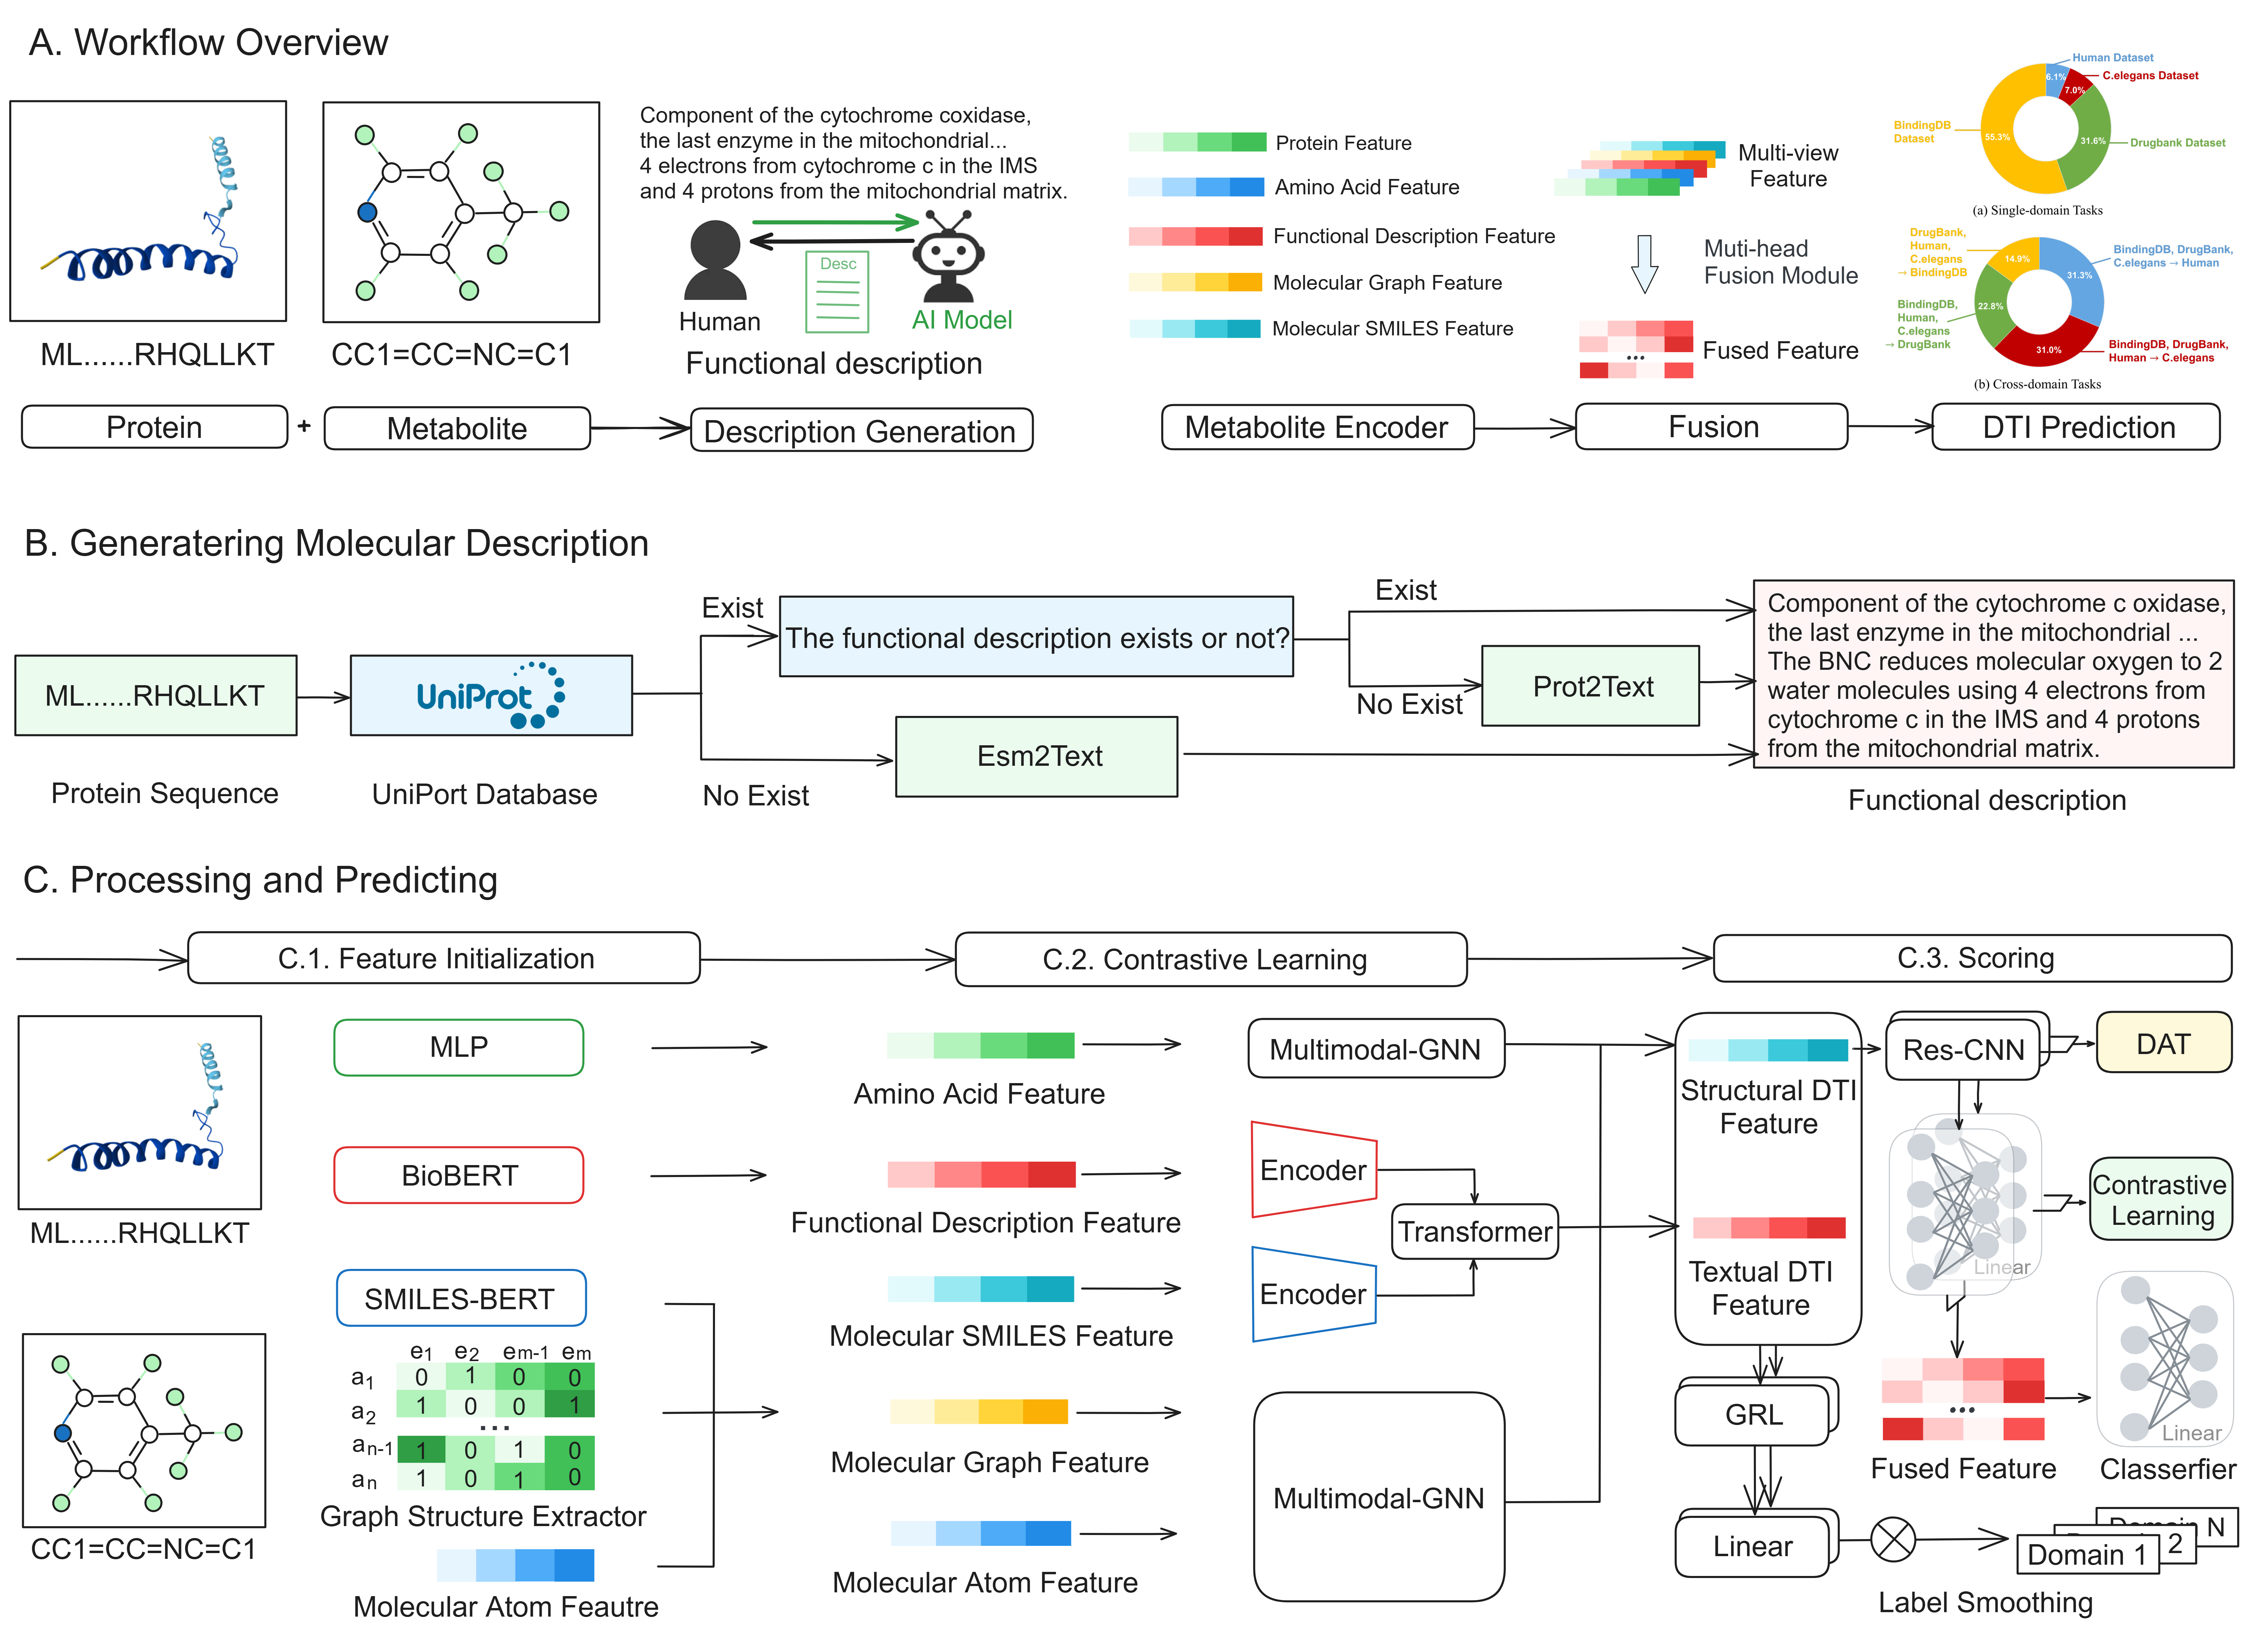 A. Workflow Overview
ML......RHQLLKT
CC1=CC=NC=C1
Component of the cytochrome coxidase,
the last enzyme in the mitochondrial...
4 electrons from cytochrome c in the IMS
and 4 protons from the mitochondrial matrix.
Desc
Human
AI Model
Functional description
Protein Feature
Amino Acid Feature
Functional Description Feature
Molecular Graph Feature
Molecular SMILES Feature
Multi-view
Feature
Muti-head
Fusion Module
...
Fused Feature
Human Dataset
C.elegans Dataset
6.1%
7.0%
BindingDB
Dataset
55.3%
31.6%
Drugbank Dataset
(a) Single-domain Tasks
DrugBank,
Human,
C.elegans
→ BindingDB
14.9%
BindingDB, DrugBank,
C.elegans → Human
31.3%
BindingDB,
Human,
C.elegans
→ DrugBank
22.8%
31.0%
BindingDB, DrugBank,
Human → C.elegans
(b) Cross-domain Tasks
Protein
+
Metabolite
Description Generation
Metabolite Encoder
Fusion
DTI Prediction
B. Generatering Molecular Description
ML......RHQLLKT
Protein Sequence
UniProt
UniPort Database
Exist
No Exist
The functional description exists or not?
Esm2Text
Exist
No Exist
Prot2Text
Component of the cytochrome c oxidase,
the last enzyme in the mitochondrial ...
The BNC reduces molecular oxygen to 2
water molecules using 4 electrons from
cytochrome c in the IMS and 4 protons
from the mitochondrial matrix.
Functional description
C. Processing and Predicting
C.1. Feature Initialization
C.2. Contrastive Learning
C.3. Scoring
ML......RHQLLKT
CC1=CC=NC=C1
MLP
BioBERT
SMILES-BERT
e1 e2 em-1 em
a1 0 1 0 0
a2 1 0 0 1
...
an-1 1 0 1 0
an 1 0 1 0
Graph Structure Extractor
Molecular Atom Feautre
Amino Acid Feature
Functional Description Feature
Molecular SMILES Feature
Molecular Graph Feature
Molecular Atom Feature
Multimodal-GNN
Encoder
Encoder
Transformer
Multimodal-GNN
Structural DTI
Feature
Textual DTI
Feature
GRL
Linear
Res-CNN
DAT
Linear
Contrastive
Learning
...
Fused Feature
Linear
Classerfier
Domain N
2
Domain 1
Label Smoothing